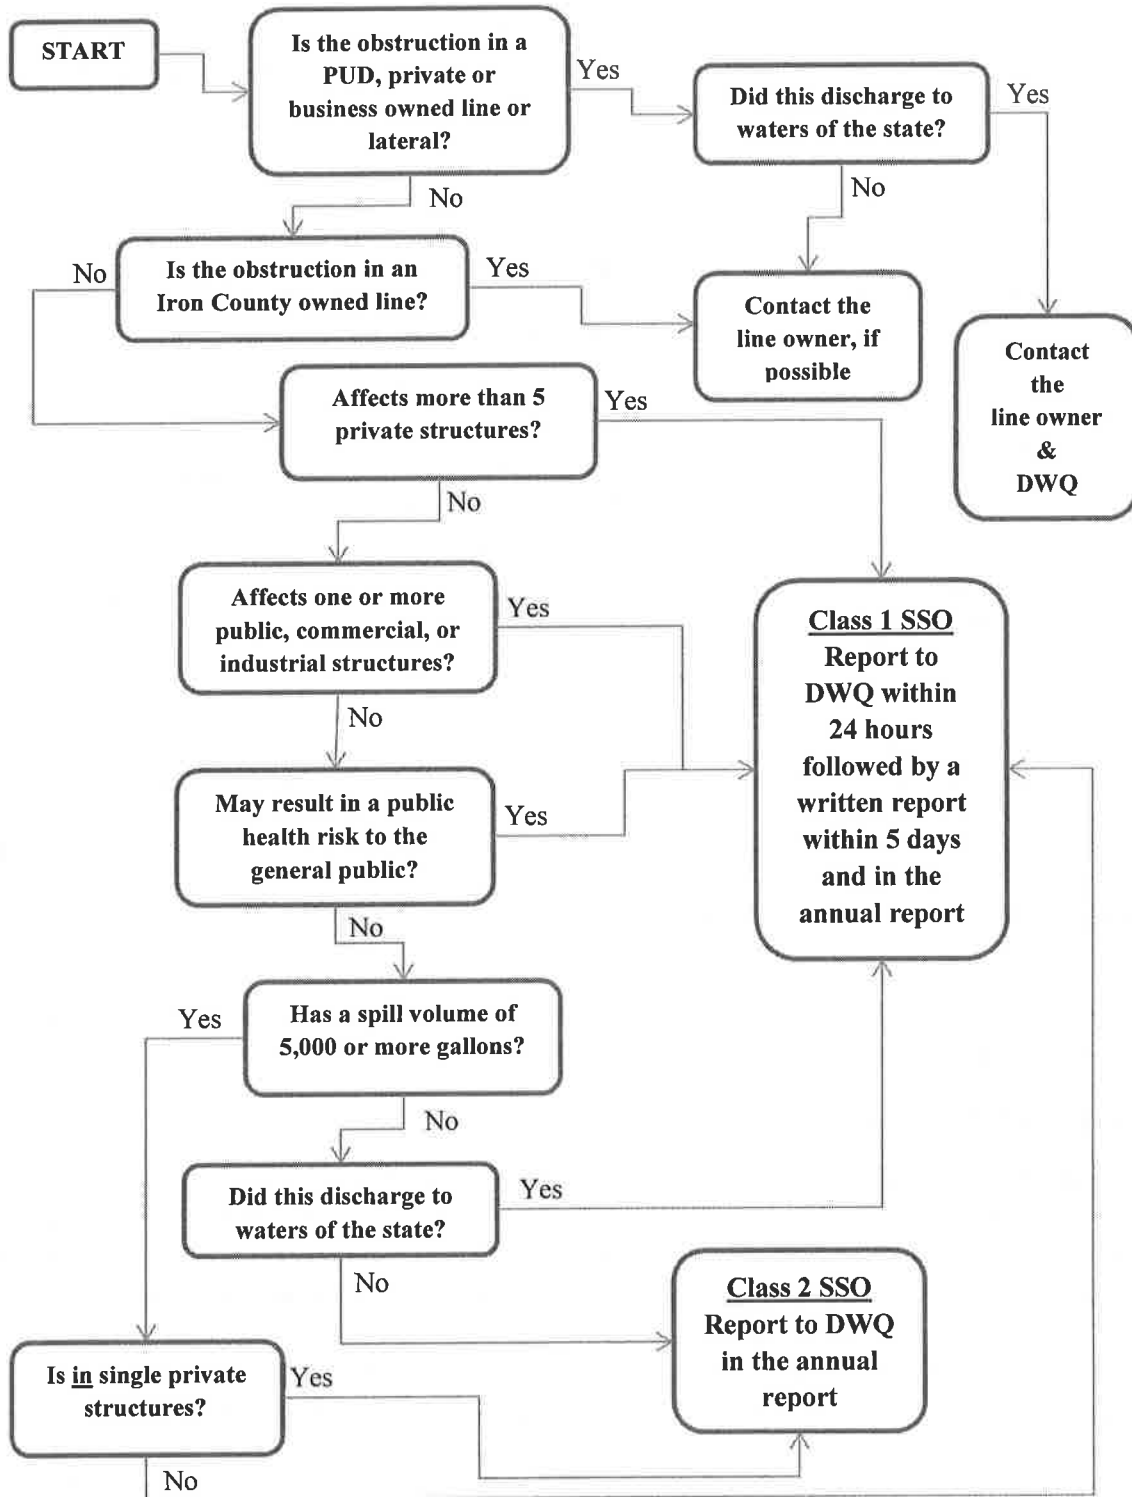 START
Is the obstruction in a
PUD, private or
business owned line or
lateral?
Yes
Did this discharge to
waters of the state?
Yes
No
No
Is the obstruction in an
Iron County owned line?
No
Yes
Contact the
line owner, if
possible
Contact
the
line owner
&
DWQ
Affects more than 5
private structures?
Yes
No
Affects one or more
public, commercial, or
industrial structures?
Yes
No
Class 1 SSO
Report to
DWQ within
24 hours
followed by a
written report
within 5 days
and in the
annual report
May result in a public
health risk to the
general public?
Yes
No
Has a spill volume of
5,000 or more gallons?
Yes
No
Did this discharge to
waters of the state?
Yes
No
Class 2 SSO
Report to DWQ
in the annual
report
Is in single private
structures?
Yes
No